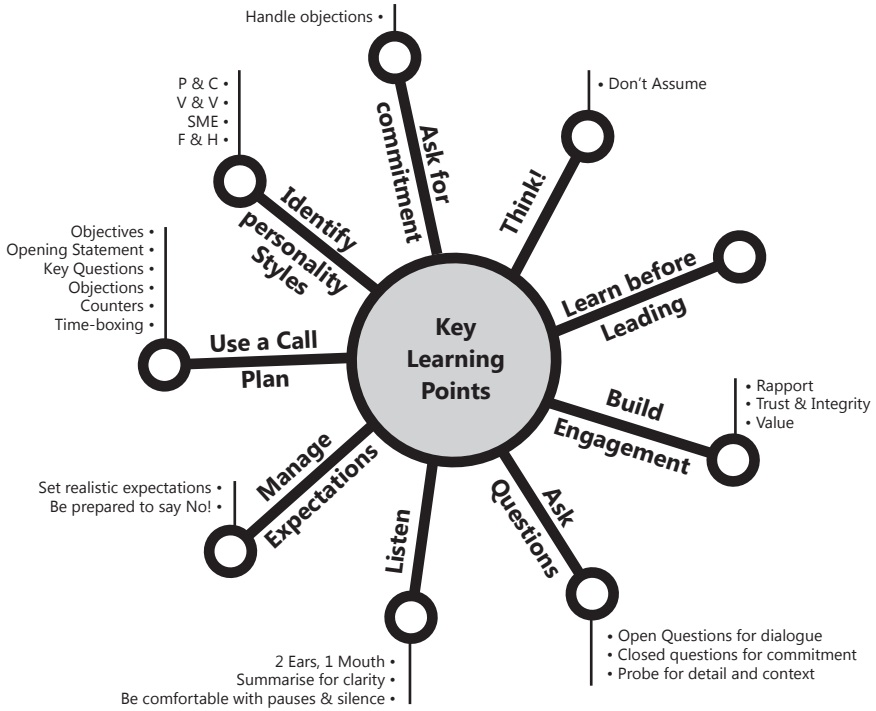 Key
Learning
Points
Ask for
commitment
Handle objections •
Think!
• Don’t Assume
Learn before
Leading
Build
Engagement
• Rapport
• Trust & Integrity
• Value
Ask
Questions
• Open Questions for dialogue
• Closed questions for commitment
• Probe for detail and context
Listen
2 Ears, 1 Mouth •
Summarise for clarity •
Be comfortable with pauses & silence •
Manage
Expectations
Set realistic expectations •
Be prepared to say No! •
Use a Call
Plan
Objectives •
Opening Statement •
Key Questions •
Objections •
Counters •
Time-boxing •
Identify
personality
Styles
P & C •
V & V •
SME •
F & H •